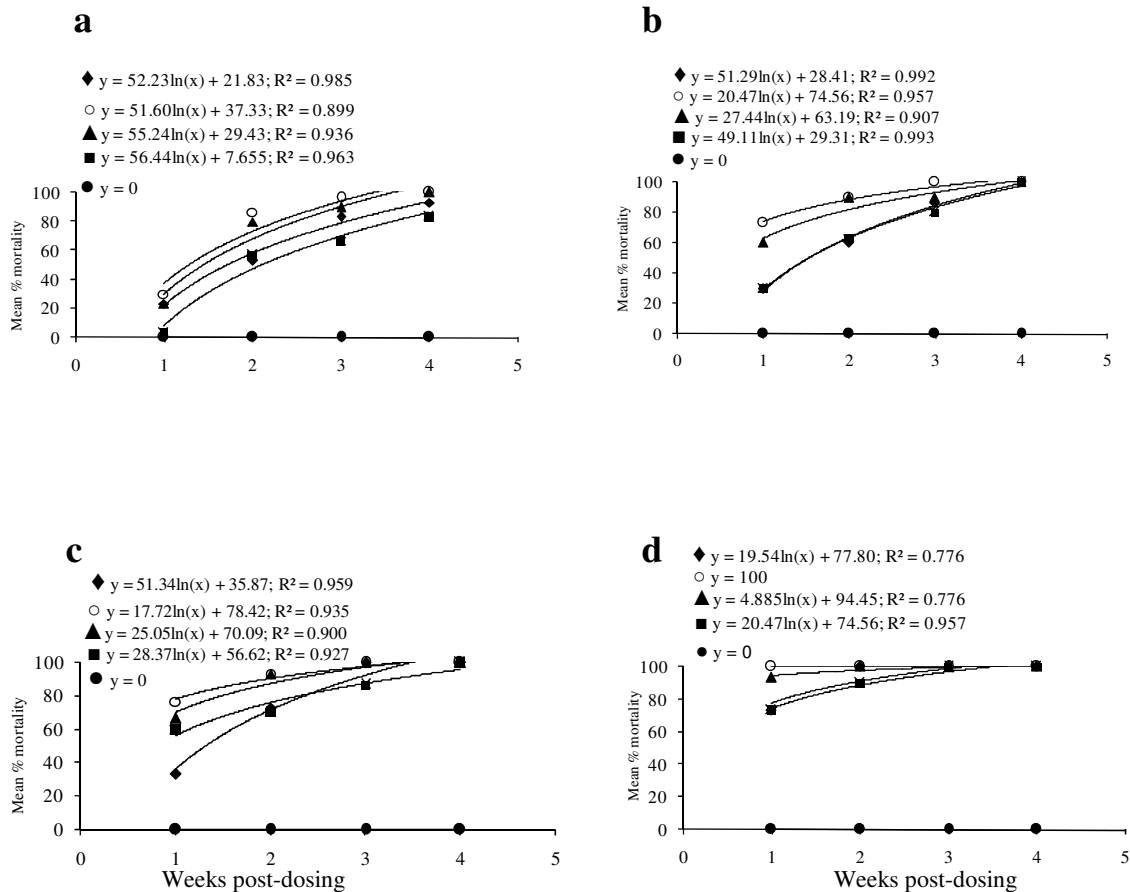 a
◆ y = 52.23ln(x) + 21.83; R² = 0.985
○ y = 51.60ln(x) + 37.33; R² = 0.899
▲ y = 55.24ln(x) + 29.43; R² = 0.936
■ y = 56.44ln(x) + 7.655; R² = 0.963
● y = 0
Mean % mortality
100
80
60
40
20
0
0 1 2 3 4 5
b
◆ y = 51.29ln(x) + 28.41; R² = 0.992
○ y = 20.47ln(x) + 74.56; R² = 0.957
▲ y = 27.44ln(x) + 63.19; R² = 0.907
■ y = 49.11ln(x) + 29.31; R² = 0.993
● y = 0
Mean % mortality
100
80
60
40
20
0
0 1 2 3 4 5
c
◆ y = 51.34ln(x) + 35.87; R² = 0.959
○ y = 17.72ln(x) + 78.42; R² = 0.935
▲ y = 25.05ln(x) + 70.09; R² = 0.900
■ y = 28.37ln(x) + 56.62; R² = 0.927
● y = 0
Mean % mortality
100
80
60
40
20
0
0 1 2 3 4 5
Weeks post-dosing
d
◆ y = 19.54ln(x) + 77.80; R² = 0.776
○ y = 100
▲ y = 4.885ln(x) + 94.45; R² = 0.776
■ y = 20.47ln(x) + 74.56; R² = 0.957
● y = 0
Mean % mortality
100
80
60
40
20
0
0 1 2 3 4 5
Weeks post-dosing